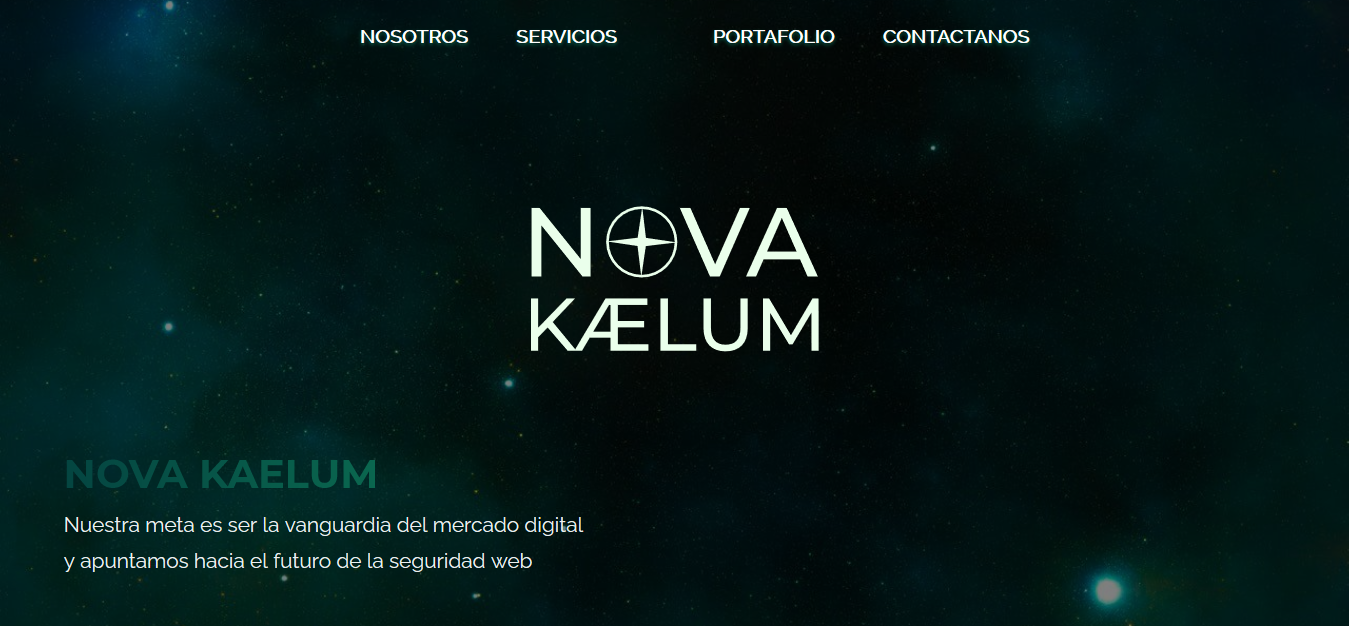 NOSOTROS SERVICIOS PORTAFOLIO CONTACTANOS
NOVA
KÆLUM
NOVA KAELUM
Nuestra meta es ser la vanguardia del mercado digital
y apuntamos hacia el futuro de la seguridad web